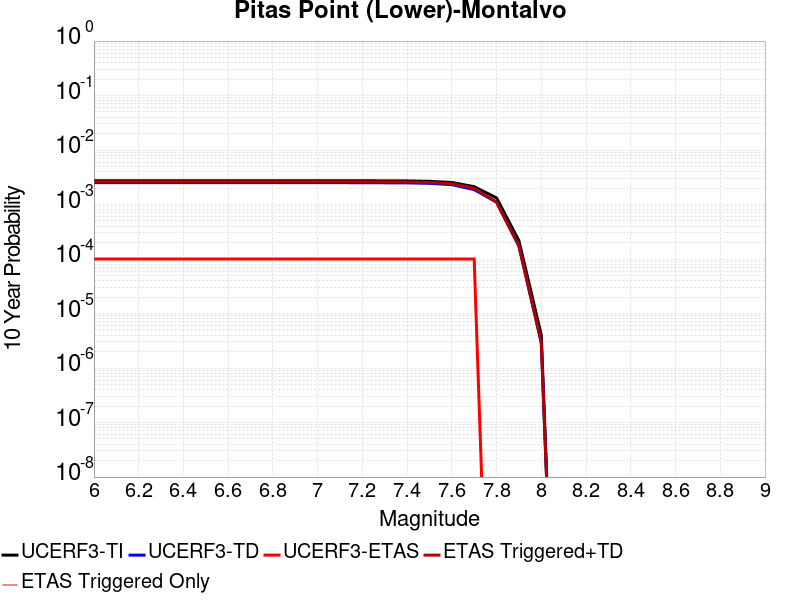 Pitas Point (Lower)-Montalvo
10^0
10^-1
10^-2
10^-3
10^-4
10^-5
10^-6
10^-7
10^-8
10 Year Probability
6 6.2 6.4 6.6 6.8 7 7.2 7.4 7.6 7.8 8 8.2 8.4 8.6 8.8 9
Magnitude
UCERF3-TI UCERF3-TD UCERF3-ETAS ETAS Triggered+TD
ETAS Triggered Only